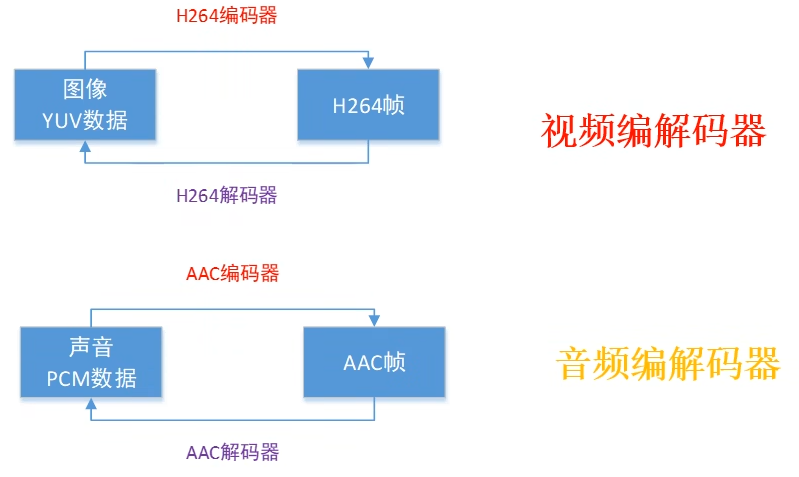 H264编码器
图像
YUV数据
H264帧
视频编解码器
H264解码器
AAC编码器
声音
PCM数据
AAC帧
音频编解码器
AAC解码器